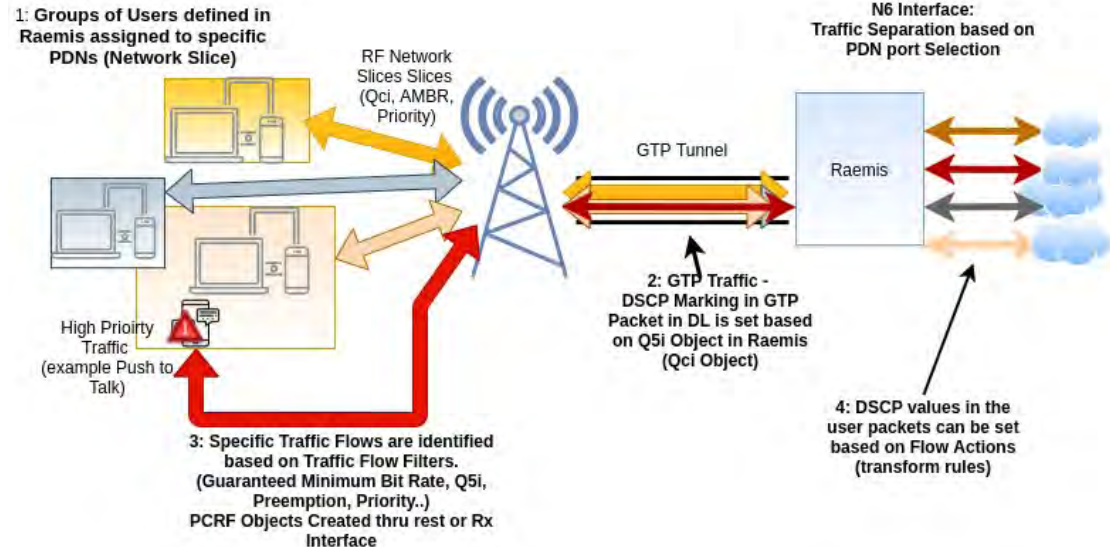 1: Groups of Users defined in
Raemis assigned to specific
PDNs (Network Slice)
RF Network
Slices Slices
(Qci, AMBR,
Priority)
N6 Interface:
Traffic Separation based on
PDN port Selection
GTP Tunnel
Raemis
High Prioirty
Traffic
(example Push to
Talk)
2: GTP Traffic -
DSCP Marking in GTP
Packet in DL is set based
on Q5i Object in Raemis
(Qci Object)
3: Specific Traffic Flows are identified
based on Traffic Flow Filters.
(Guaranteed Minimum Bit Rate, Q5i,
Preemption, Priority..)
PCRF Objects Created thru rest or Rx
Interface
4: DSCP values in the
user packets can be set
based on Flow Actions
(transform rules)